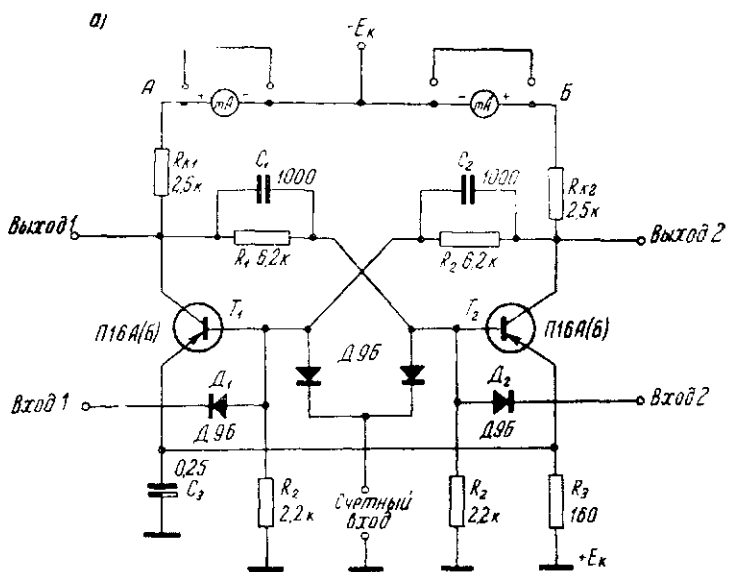 а)
-Eк
А
+ mA -
- mA +
Б
Rк1
2,5к
C1
1000
C2
1000
Rк2
2,5к
Выход 1
R1 6,2к
R2 6,2к
Выход 2
T1
T2
П16А(Б)
Д9Б
П16А(Б)
Д1
Д2
Вход 1
Вход 2
Д9Б
Д9Б
0,25
C3
R2
2,2к
Счетный
вход
R2
2,2к
R3
160
+Eк